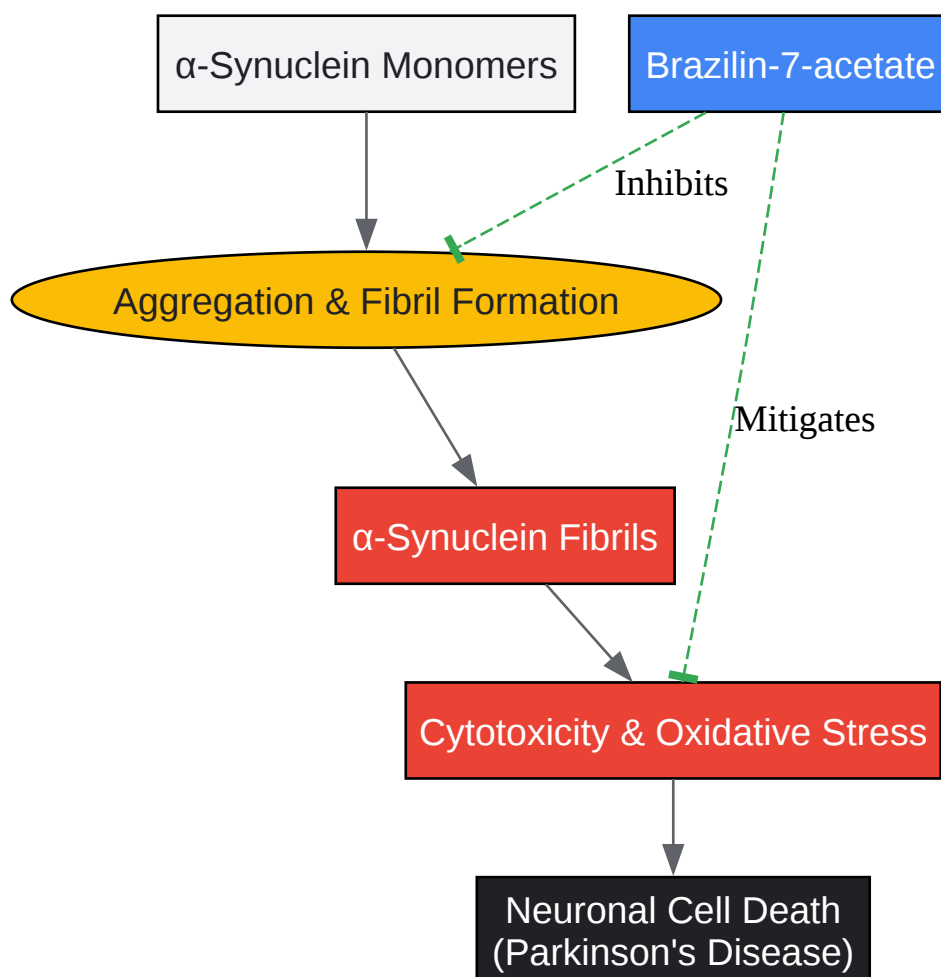 α-Synuclein Monomers
Brazilin-7-acetate
Inhibits
Aggregation & Fibril Formation
Mitigates
α-Synuclein Fibrils
Cytotoxicity & Oxidative Stress
Neuronal Cell Death
(Parkinson's Disease)